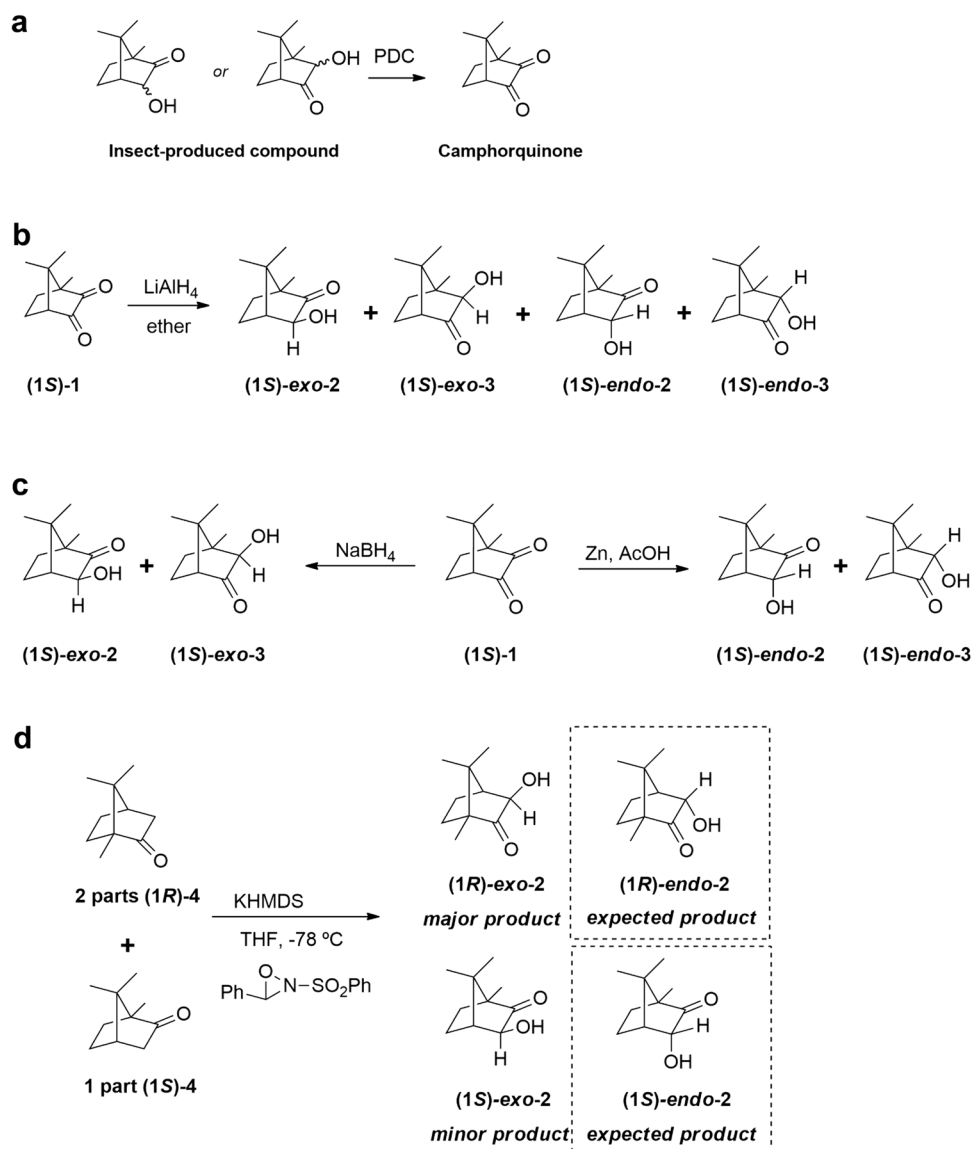 a
O
OH
or
OH
O
PDC
O
O
Insect-produced compound
Camphorquinone
b
O
O
LiAlH4
ether
O
OH
H
+
OH
H
O
+
O
H
OH
+
H
OH
O
(1S)-1
(1S)-exo-2
(1S)-exo-3
(1S)-endo-2
(1S)-endo-3
c
O
OH
H
+
OH
H
O
NaBH4
O
O
Zn, AcOH
O
H
OH
+
H
OH
O
(1S)-exo-2
(1S)-exo-3
(1S)-1
(1S)-endo-2
(1S)-endo-3
d
O
2 parts (1R)-4
+
O
1 part (1S)-4
KHMDS
THF, -78 ºC
Ph
O
N
SO2Ph
OH
H
O
(1R)-exo-2
major product
H
OH
O
(1R)-endo-2
expected product
O
OH
H
(1S)-exo-2
minor product
O
H
OH
(1S)-endo-2
expected product